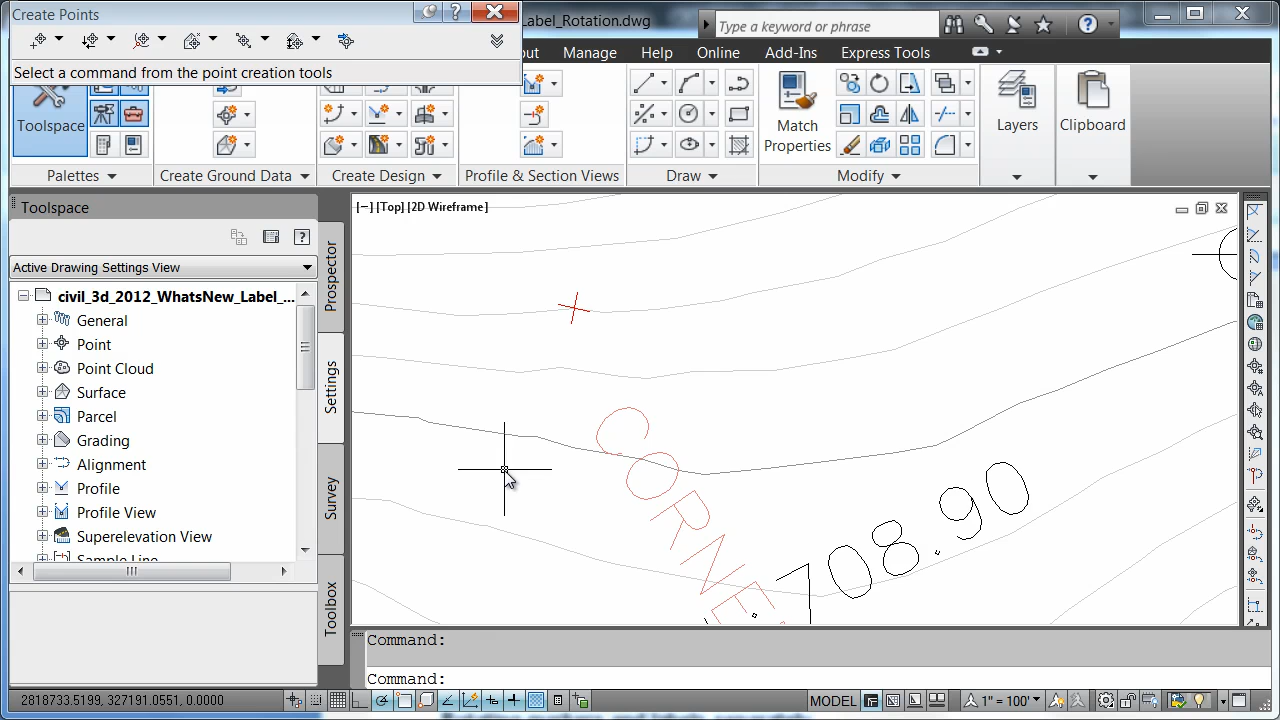 Create Points
Label_Rotation.dwg
Type a keyword or phrase
Select a command from the point creation tools
Manage
Help
Online
Add-Ins
Express Tools
Toolspace
Match
Properties
Layers
Clipboard
Palettes
Create Ground Data
Create Design
Profile & Section Views
Draw
Modify
Toolspace
[−][Top][2D Wireframe]
Active Drawing Settings View
civil_3d_2012_WhatsNew_Label_...
General
Point
Point Cloud
Surface
Parcel
Grading
Alignment
Profile
Profile View
Superelevation View
Sample Line
Prospector
Settings
Survey
Toolbox
CORNE
708.90
Command:
Command:
2818733.5199, 327191.0551, 0.0000
MODEL
1" = 100'